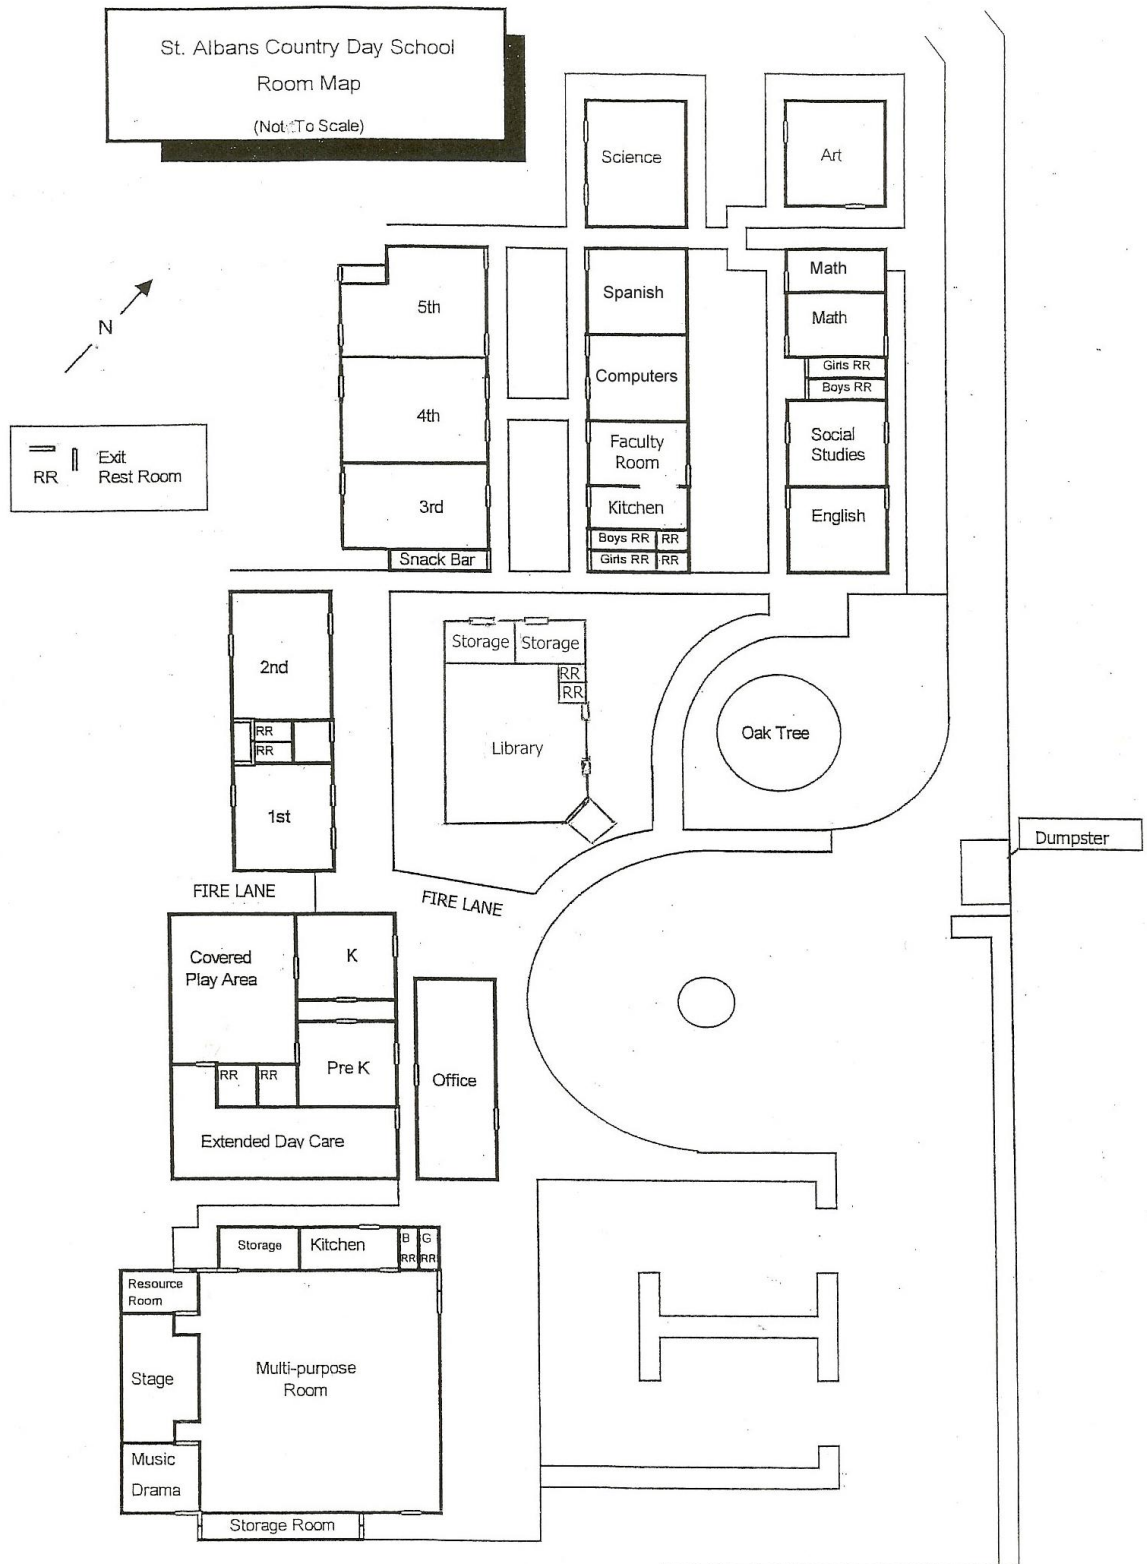 St. Albans Country Day School
Room Map
(Not To Scale)
Science
Art
N
5th
Spanish
Math
Math
4th
Computers
Girls RR
Boys RR
Exit
RR Rest Room
Faculty
Room
Social
Studies
3rd
Kitchen
English
Snack Bar
Boys RR RR
Girls RR RR
2nd
Storage Storage
RR
RR
RR
RR
Library
Oak Tree
1st
Dumpster
FIRE LANE
FIRE LANE
Covered
Play Area
K
Pre K
Office
RR RR
Extended Day Care
Storage
Kitchen
B G
RR RR
Resource
Room
Stage
Multi-purpose
Room
Music
Drama
Storage Room